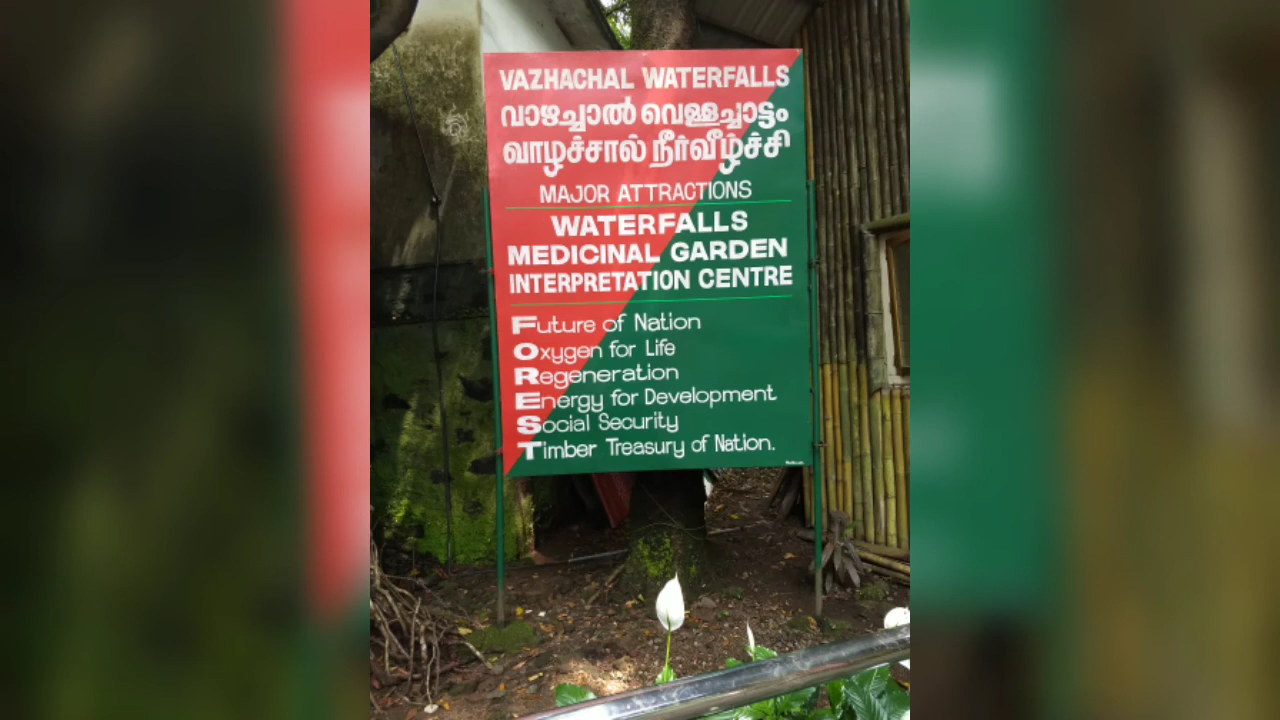 VAZHACHAL WATERFALLS
വാഴച്ചാൽ വെള്ളച്ചാട്ടം
வாழச்சால் நீர்வீழ்ச்சி
MAJOR ATTRACTIONS
WATERFALLS
MEDICINAL GARDEN
INTERPRETATION CENTRE
Future of Nation
Oxygen for Life
Regeneration
Energy for Development
Social Security
Timber Treasury of Nation.